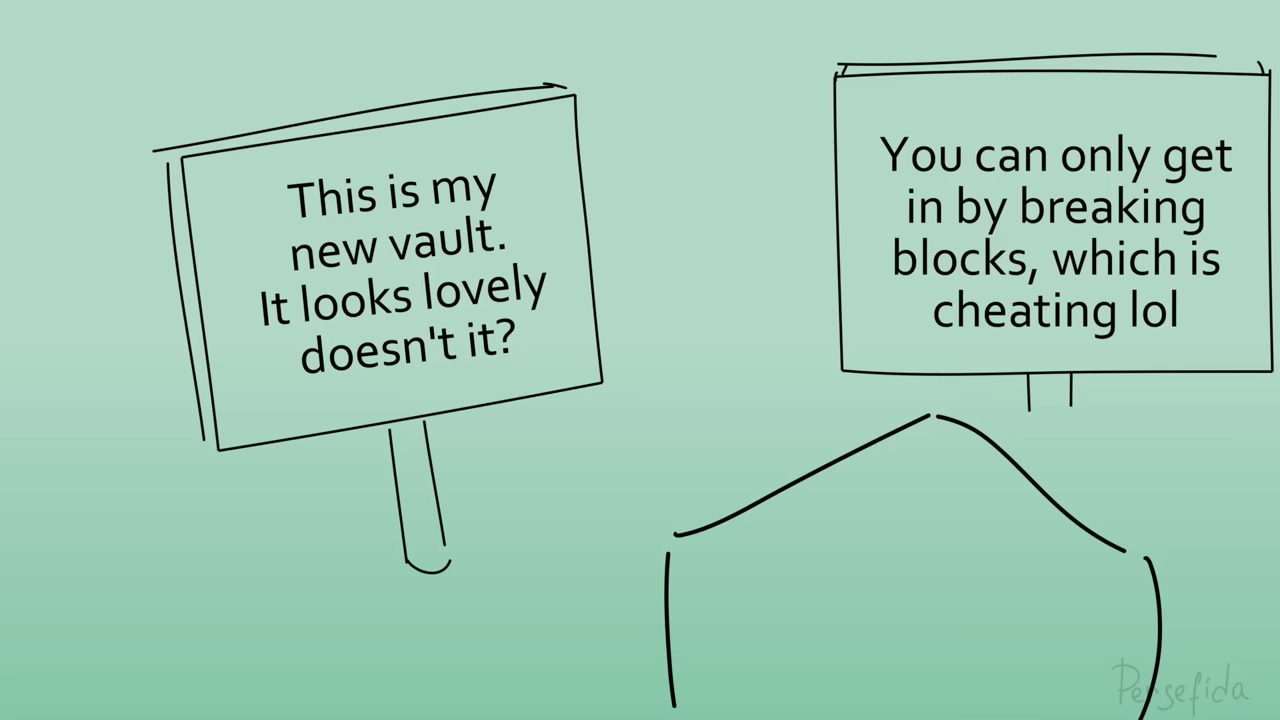 This is my
new vault.
It looks lovely
doesn't it?
You can only get
in by breaking
blocks, which is
cheating lol
Persefida